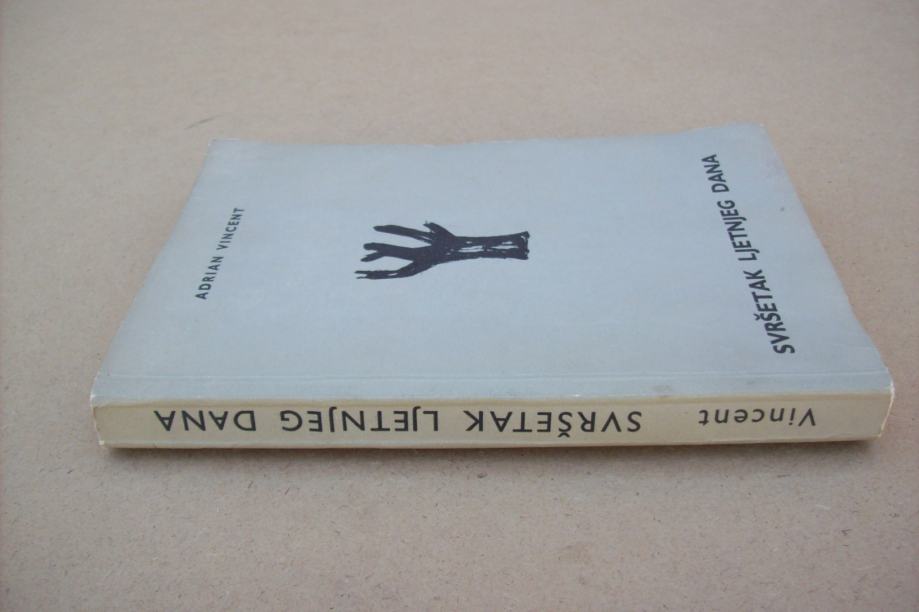 ADRIAN VINCENT
SVRŠETAK LJETNJEG DANA
Vincent SVRŠETAK LJETNJEG DANA